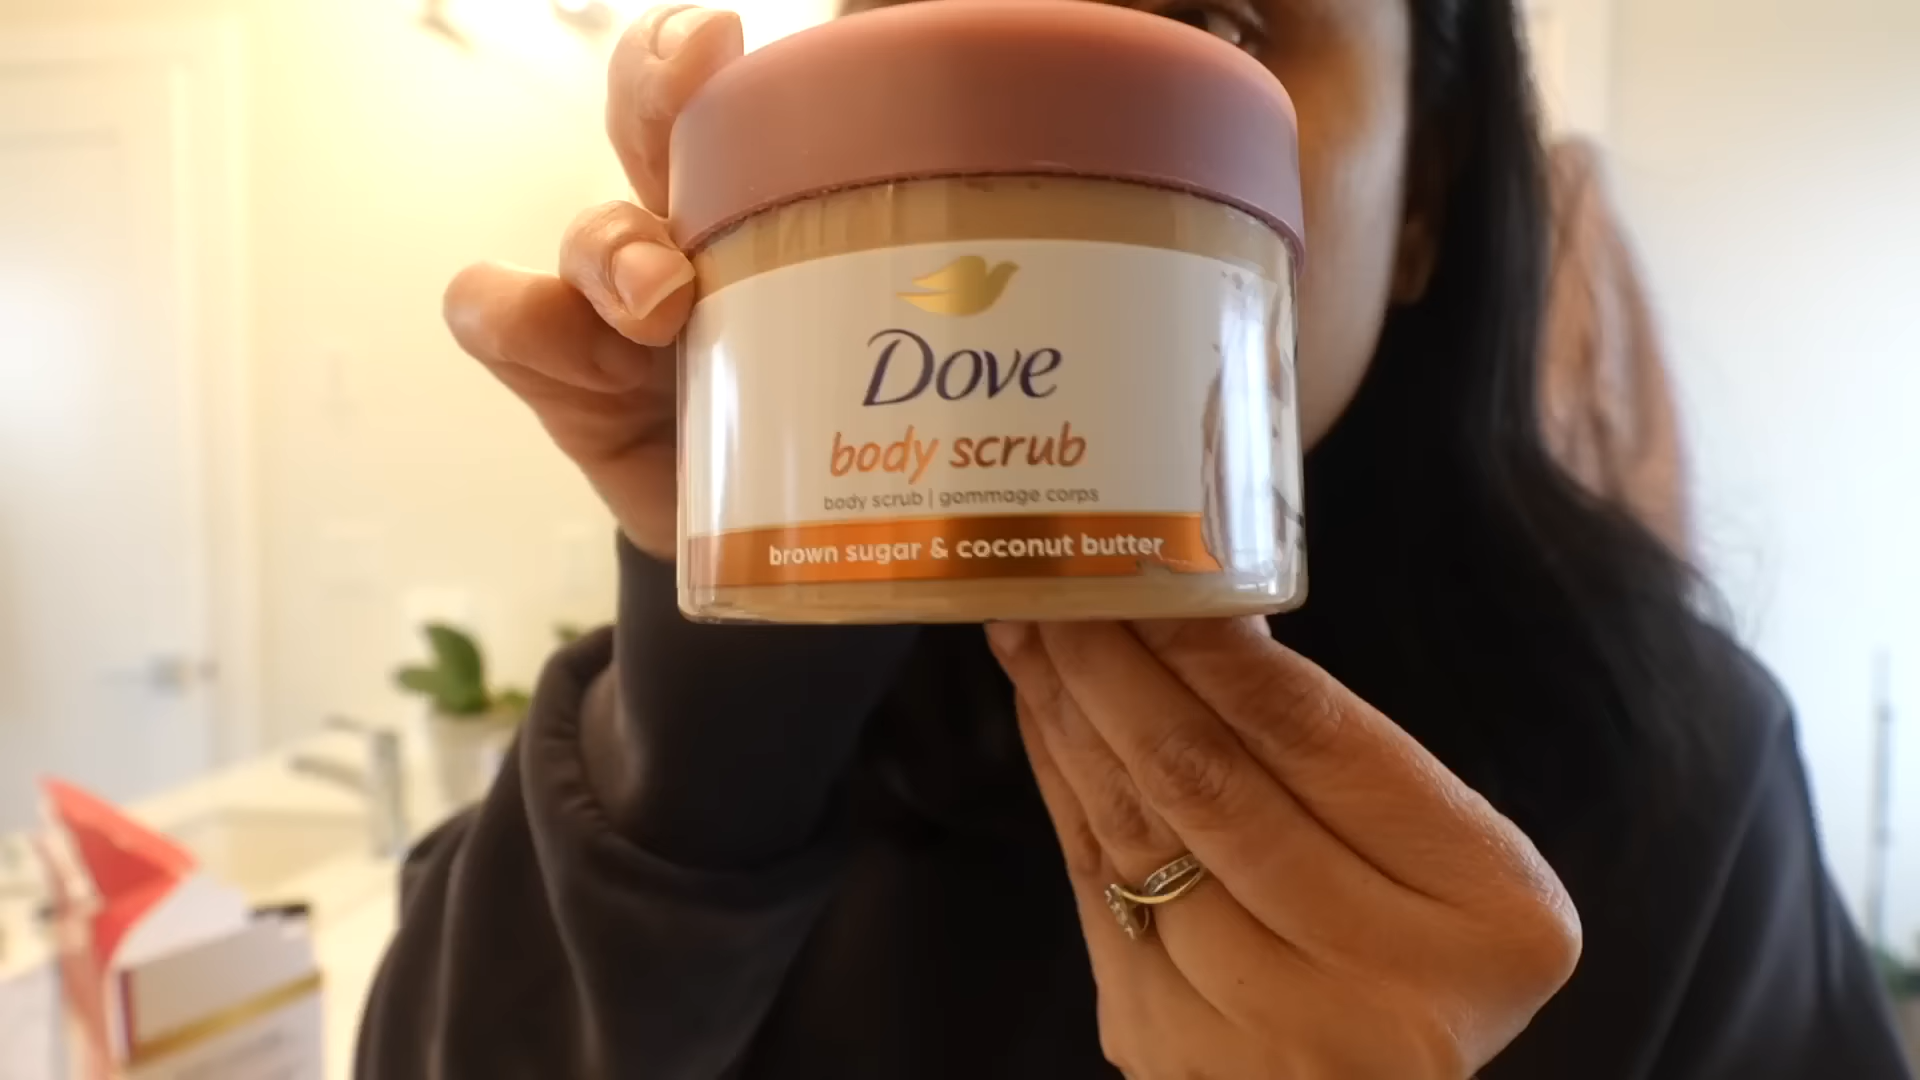 Dove
body scrub
body scrub | gommage corps
brown sugar & coconut butter